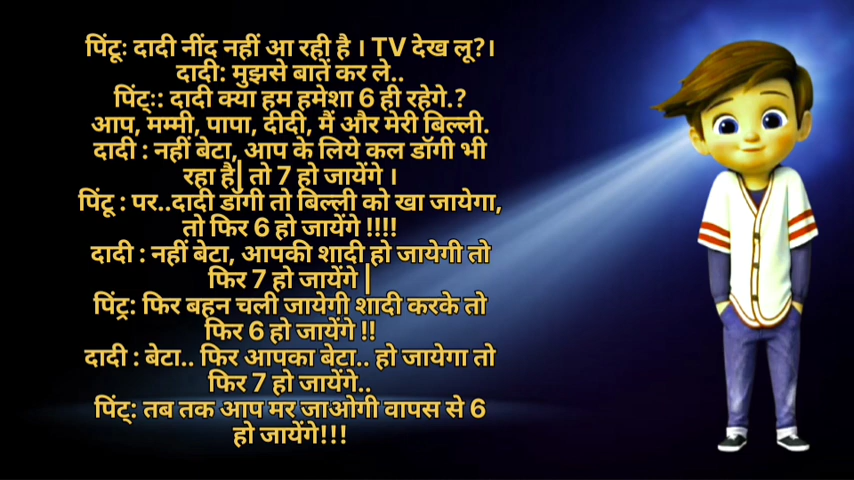 पिंटूः दादी नींद नहीं आ रही है । TV देख लू?।
दादी: मुझसे बातें कर ले..
पिंट्ः: दादी क्या हम हमेशा 6 ही रहेगे.?
आप, मम्मी, पापा, दीदी, मैं और मेरी बिल्ली.
दादी : नहीं बेटा, आप के लिये कल डॉगी भी
रहा है| तो 7 हो जायेंगे ।
पिंटू : पर..दादी डॉगी तो बिल्ली को खा जायेगा,
तो फिर 6 हो जायेंगे !!!!
दादी : नहीं बेटा, आपकी शादी हो जायेगी तो
फिर 7 हो जायेंगे |
पिंट्र: फिर बहन चली जायेगी शादी करके तो
फिर 6 हो जायेंगे !!
दादी : बेटा.. फिर आपका बेटा.. हो जायेगा तो
फिर 7 हो जायेंगे..
पिंट्: तब तक आप मर जाओगी वापस से 6
हो जायेंगे!!!